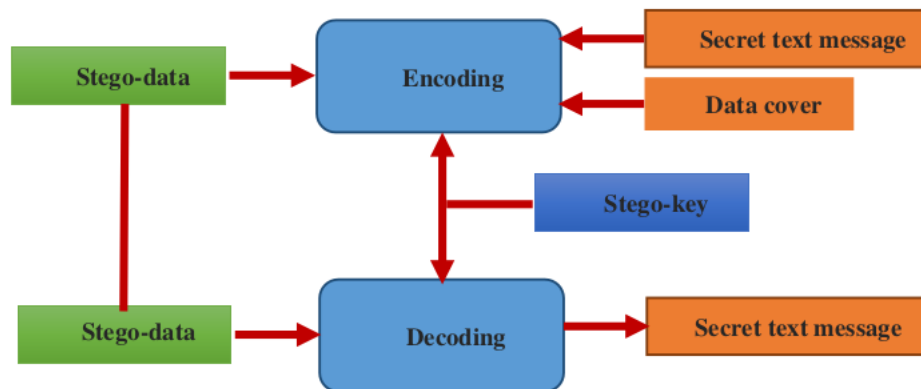 Secret text message
Stego-data
Encoding
Data cover
Stego-key
Stego-data
Decoding
Secret text message